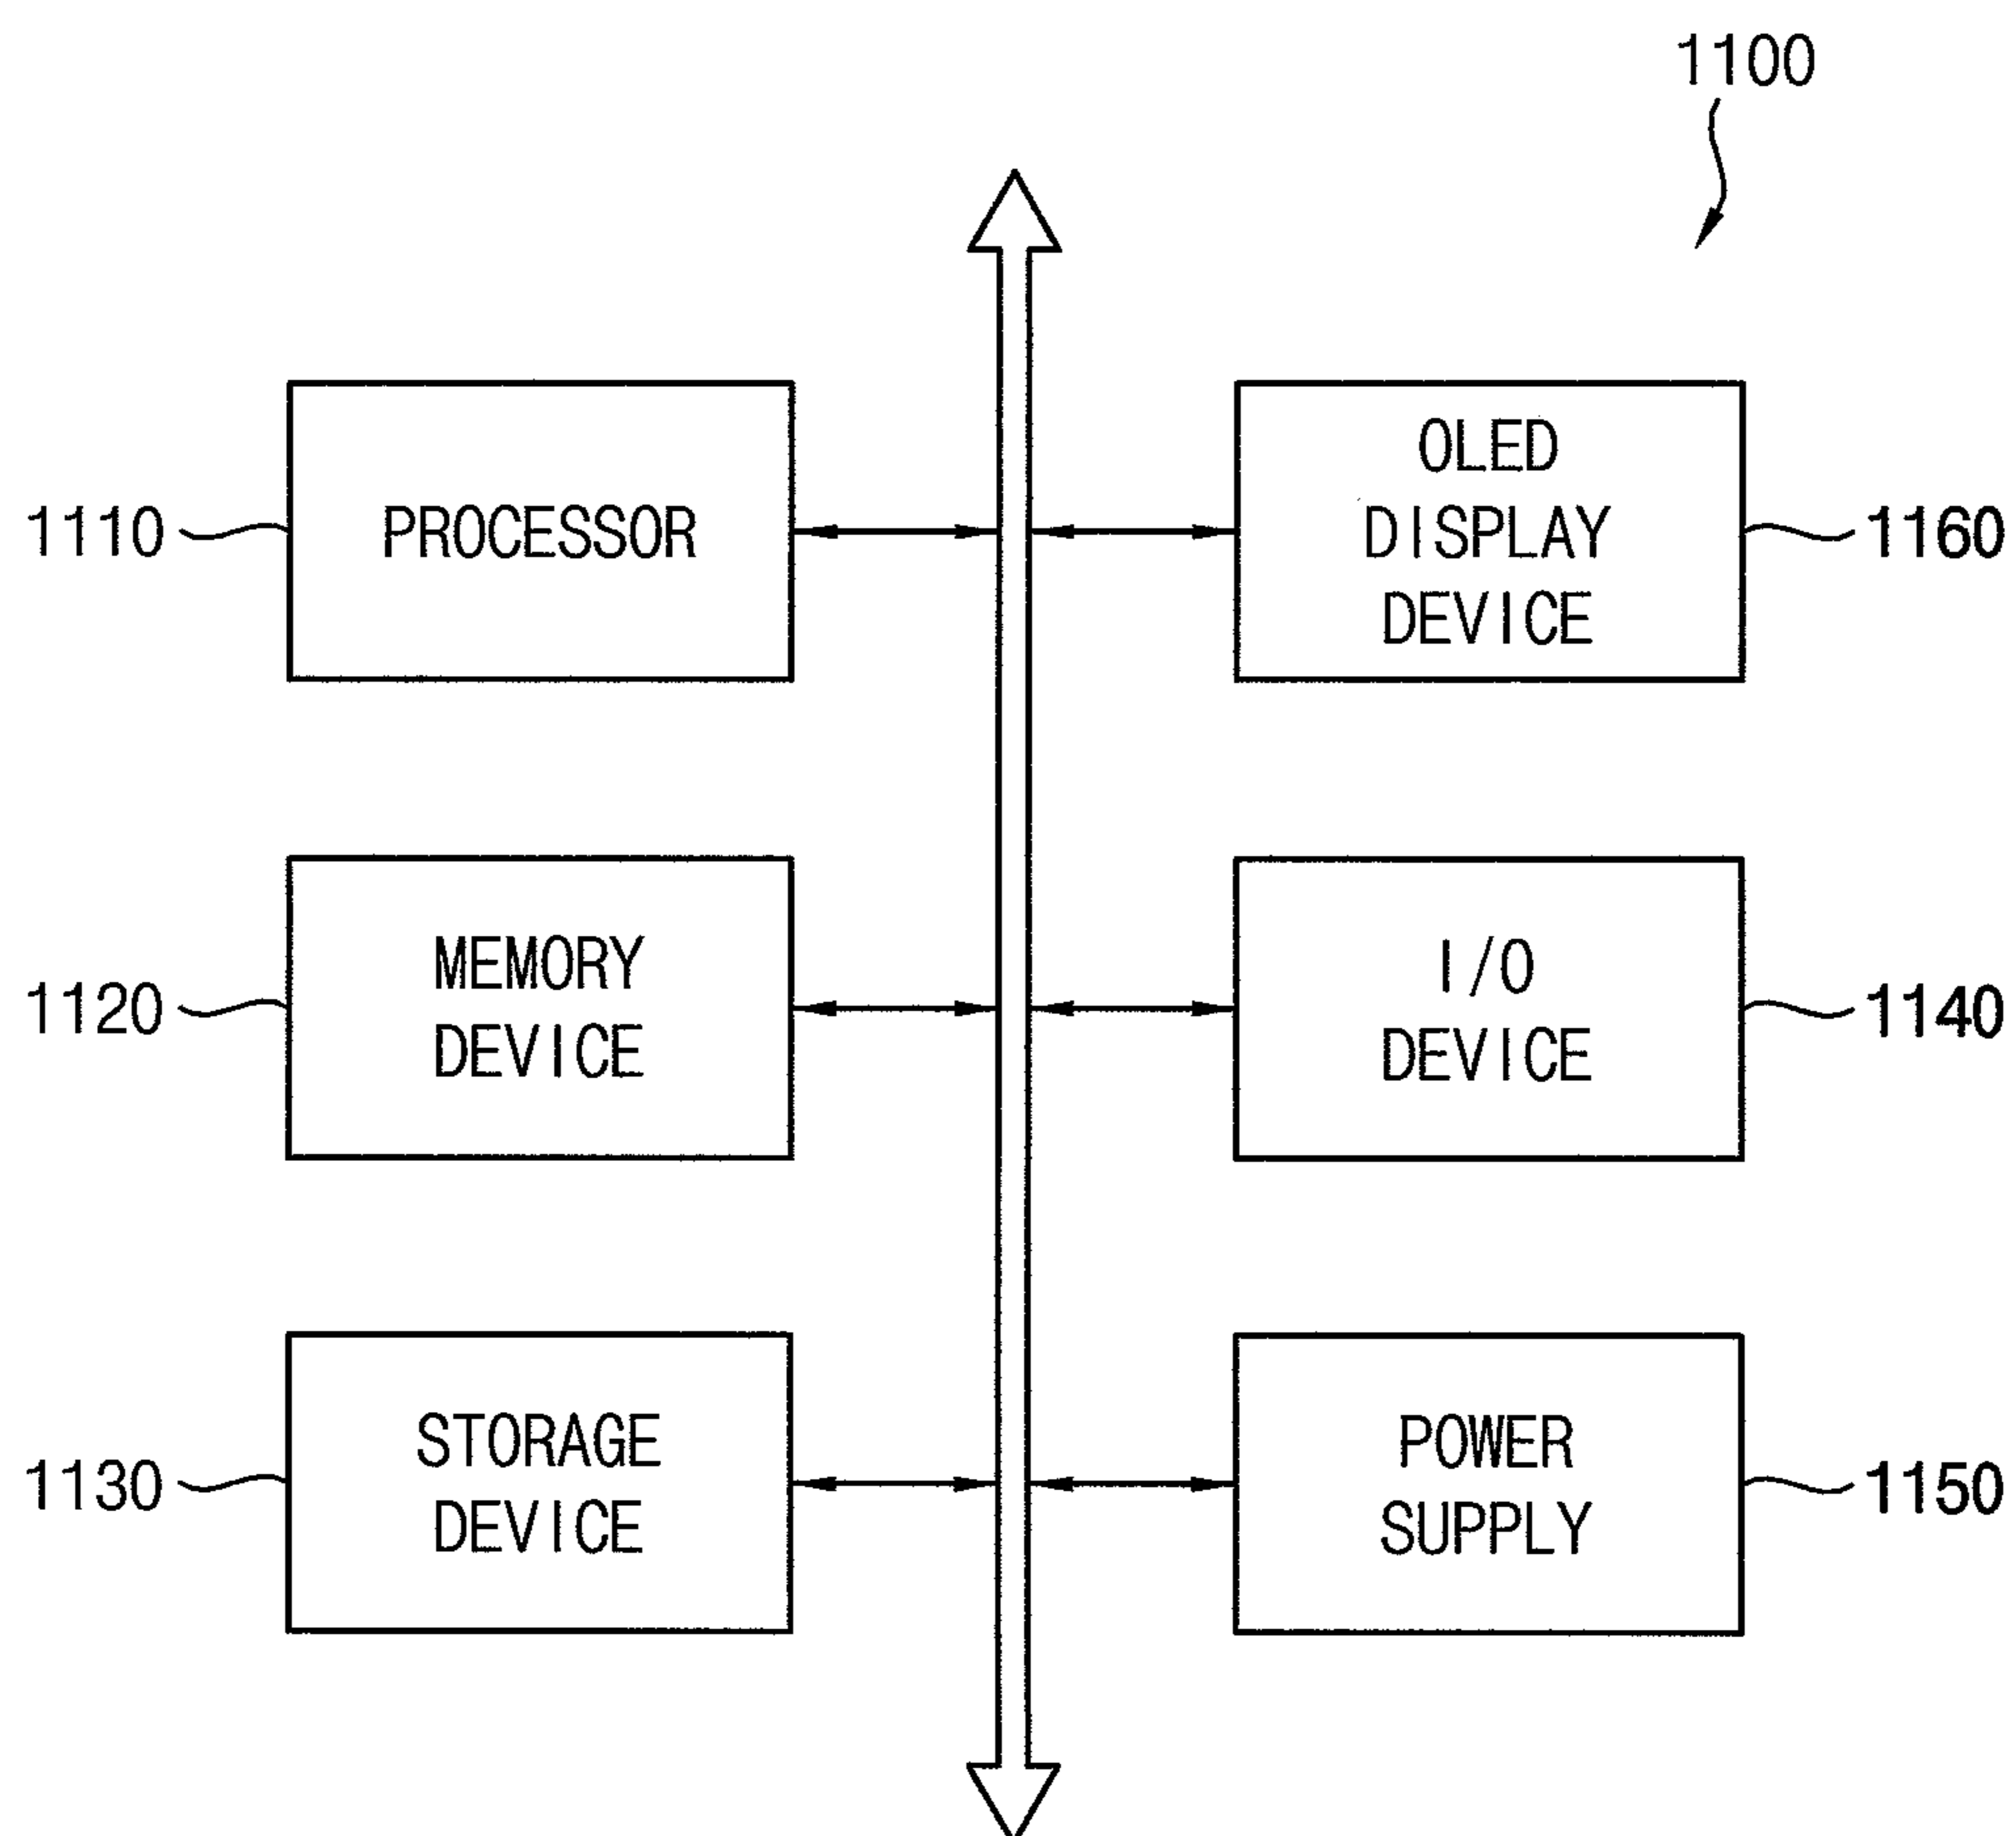 1100
1110
PROCESSOR
OLED
DISPLAY
DEVICE
1160
1120
MEMORY
DEVICE
I/O
DEVICE
1140
1130
STORAGE
DEVICE
POWER
SUPPLY
1150